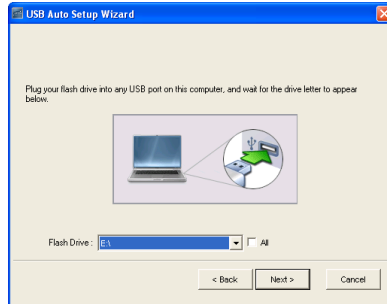 USB Auto Setup Wizard
Plug your flash drive into any USB port on this computer, and wait for the drive letter to appear
below.
Flash Drive : E:\ All
< Back Next > Cancel